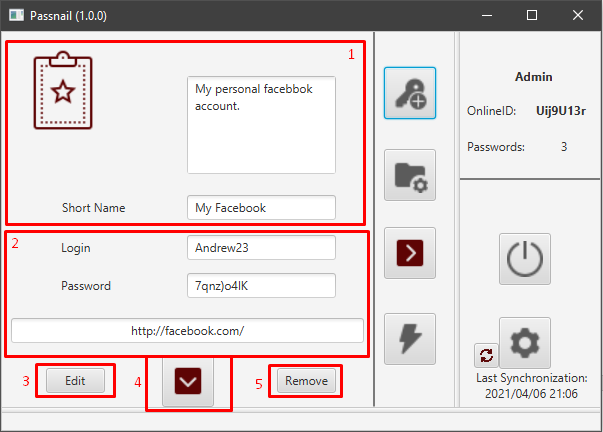 Passnail (1.0.0)
1
My personal facebbok
account.
Short Name
My Facebook
2
Login
Andrew23
Password
7qnz)o4lK
http://facebook.com/
3
Edit
4
5
Remove
Admin
OnlineID:
Uij9U13r
Passwords:
3
Last Synchronization:
2021/04/06 21:06